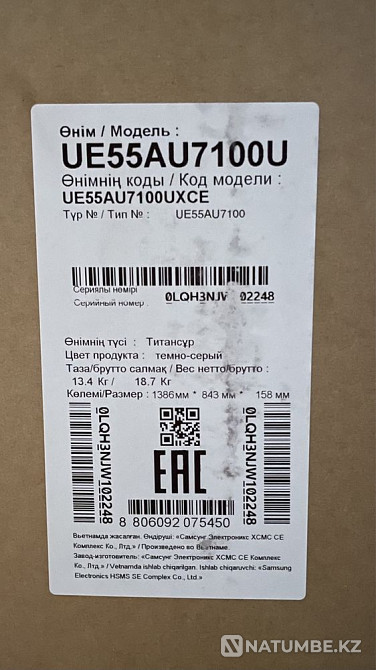 Өнім / Модель :
UE55AU7100U
Өнімнің коды / Код модели :
UE55AU7100UXCE
Түр № / Тип № : UE55AU7100
Сериялы нөмірі
Серийный номер : 0LQH3NJW 02248
Өнімнің түсі : Титансұр
Цвет продукта : темно-серый
Таза/брутто салмақ / Вес нетто/брутто :
13.4 Кг / 18.7 Кг
Көлемі/Размер : 1386мм * 843 мм * 158 мм
0LQH3NJW102248
0LQH3NJW102248
EAC
8 806092 075450
Вьетнамда жасалған. Өндіруші: «Самсунг Электроникс ХСМС СЕ
Комплекс Ко., Лтд.» / Произведено во Вьетнаме.
Завод-изготовитель: «Самсунг Электроникс ХСМС СЕ Комплекс
Ко., Лтд.» / Vetnamda ishlab chiqarilgan. Ishlab chiqaruvchi: «Samsung
Electronics HSMS SE Complex Co., Ltd.»
NATUMBE.KZ